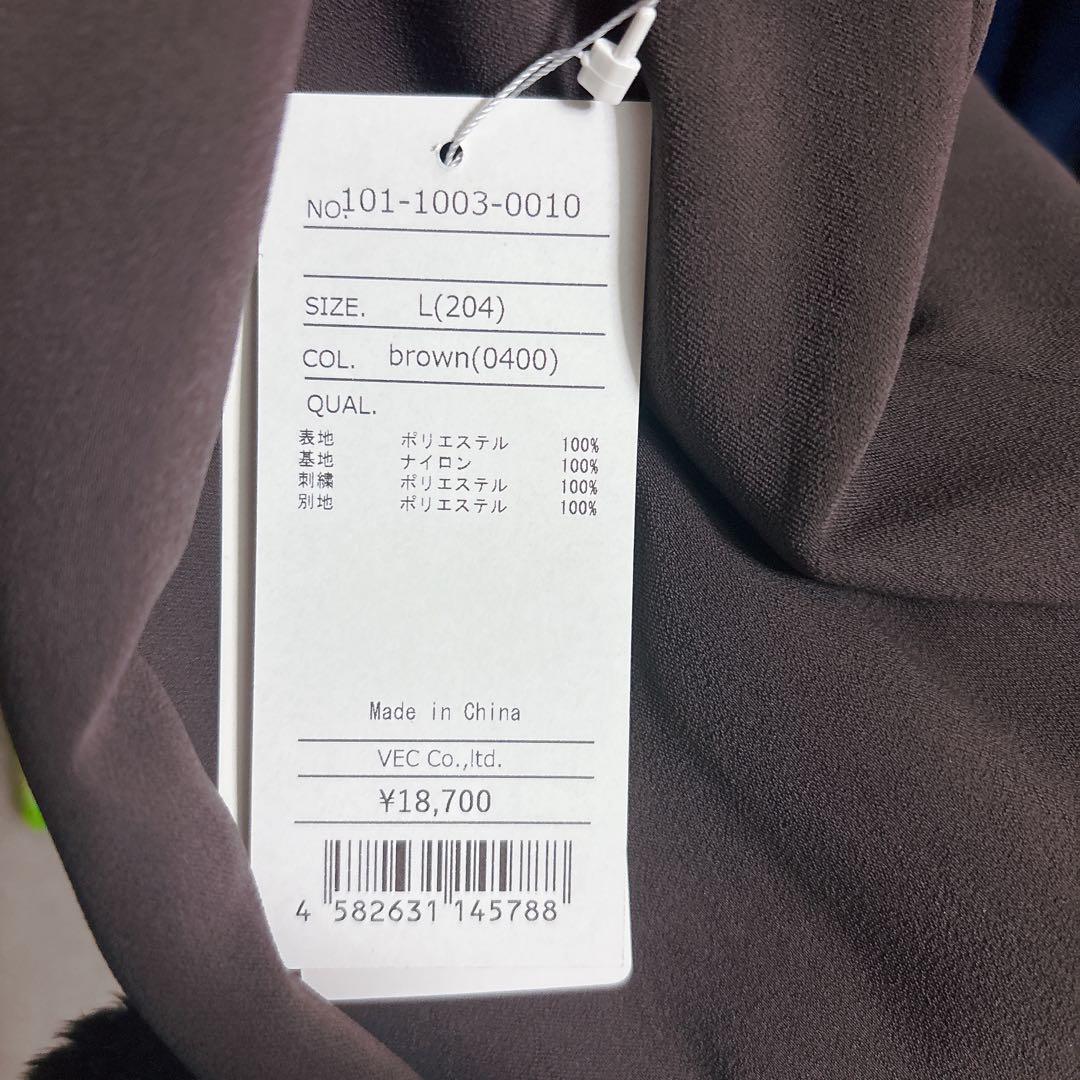 NO.101-1003-0010
SIZE. L(204)
COL. brown(0400)
QUAL.
表地 ポリエステル 100%
基地 ナイロン 100%
刺繍 ポリエステル 100%
別地 ポリエステル 100%
Made in China
VEC Co.,ltd.
¥18,700
4 582631 145788